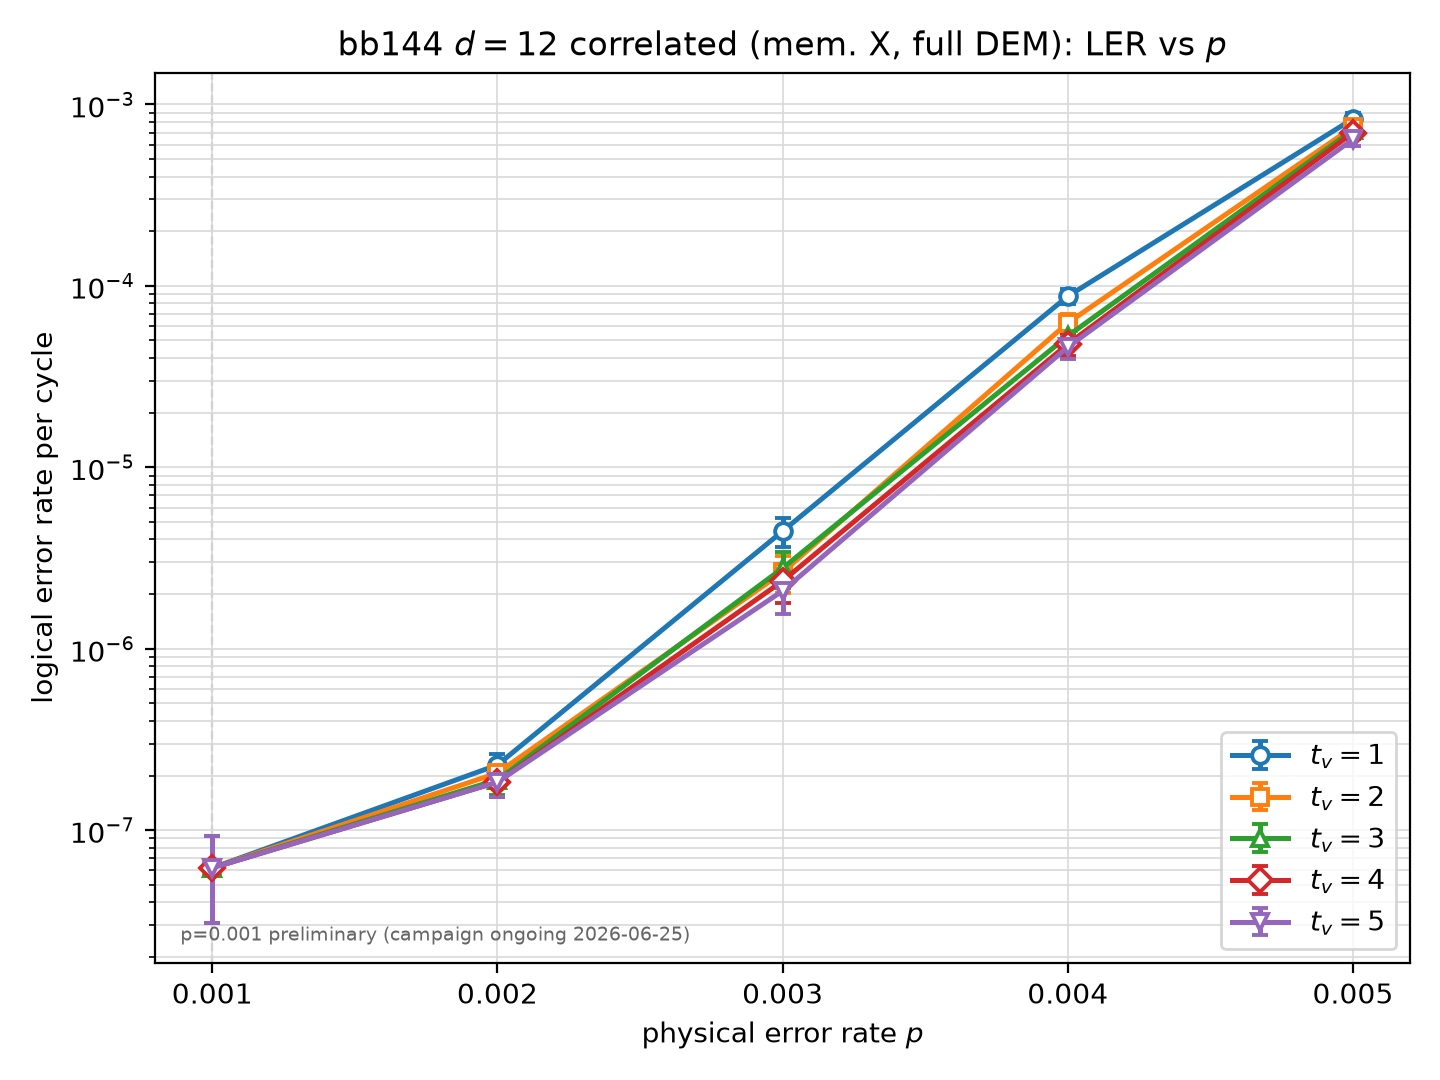 bb144 d = 12 correlated (mem. X, full DEM): LER vs p
logical error rate per cycle
10⁻³
10⁻⁴
10⁻⁵
10⁻⁶
10⁻⁷
t_v = 1
t_v = 2
t_v = 3
t_v = 4
t_v = 5
p=0.001 preliminary (campaign ongoing 2026-06-25)
0.001 0.002 0.003 0.004 0.005
physical error rate p